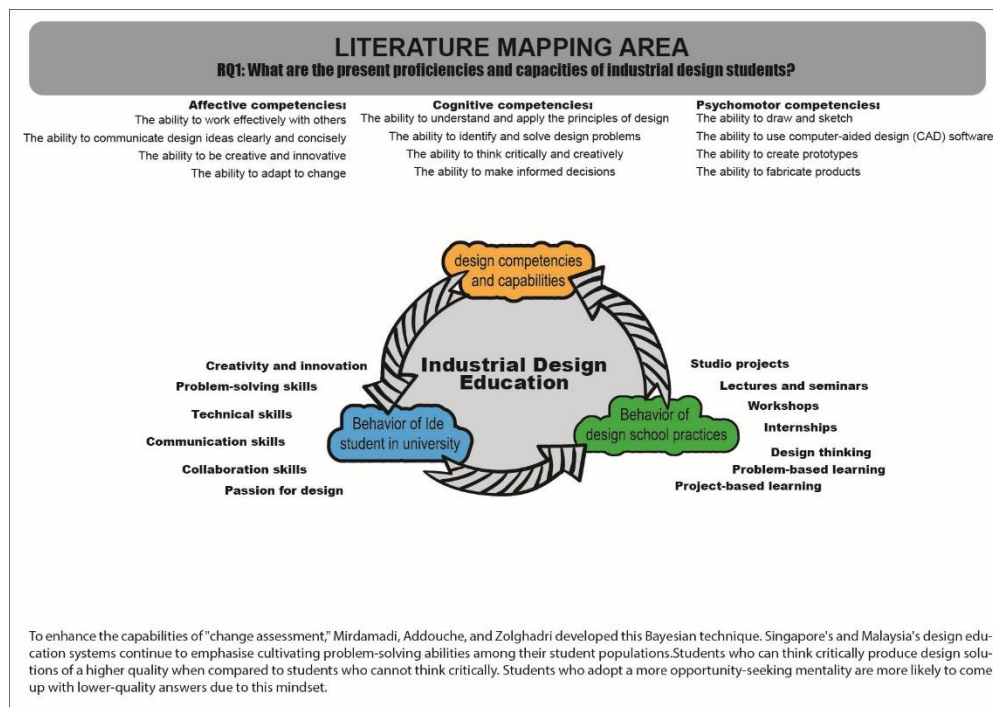 LITERATURE MAPPING AREA
RQ1: What are the present proficiencies and capacities of industrial design students?
Affective competencies:
The ability to work effectively with others
The ability to communicate design ideas clearly and concisely
The ability to be creative and innovative
The ability to adapt to change
Cognitive competencies:
The ability to understand and apply the principles of design
The ability to identify and solve design problems
The ability to think critically and creatively
The ability to make informed decisions
Psychomotor competencies:
The ability to draw and sketch
The ability to use computer-aided design (CAD) software
The ability to create prototypes
The ability to fabricate products
design competencies
and capabilities
Industrial Design
Education
Creativity and innovation
Problem-solving skills
Technical skills
Communication skills
Collaboration skills
Passion for design
Behavior of Ide
student in university
Behavior of
design school practices
Studio projects
Lectures and seminars
Workshops
Internships
Design thinking
Problem-based learning
Project-based learning
To enhance the capabilities of "change assessment," Mirdamadi, Addouche, and Zolghadri developed this Bayesian technique. Singapore's and Malaysia's design edu-
cation systems continue to emphasise cultivating problem-solving abilities among their student populations.Students who can think critically produce design solu-
tions of a higher quality when compared to students who cannot think critically. Students who adopt a more opportunity-seeking mentality are more likely to come
up with lower-quality answers due to this mindset.